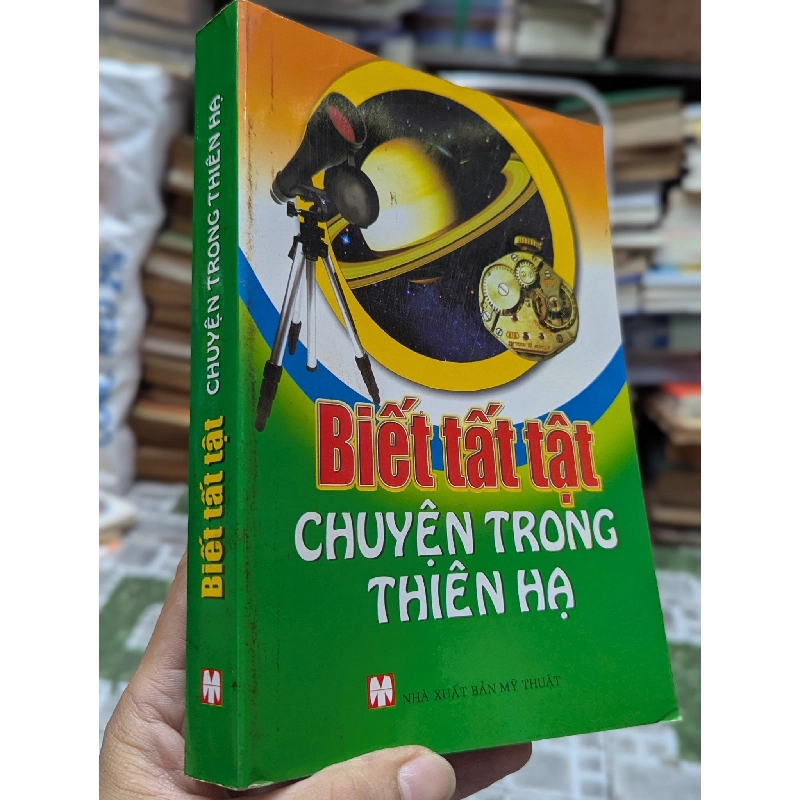 Biết tất tật CHUYỆN TRONG THIÊN HẠ
Biết tất tật
CHUYỆN TRONG
THIÊN HẠ
NHÀ XUẤT BẢN MỸ THUẬT